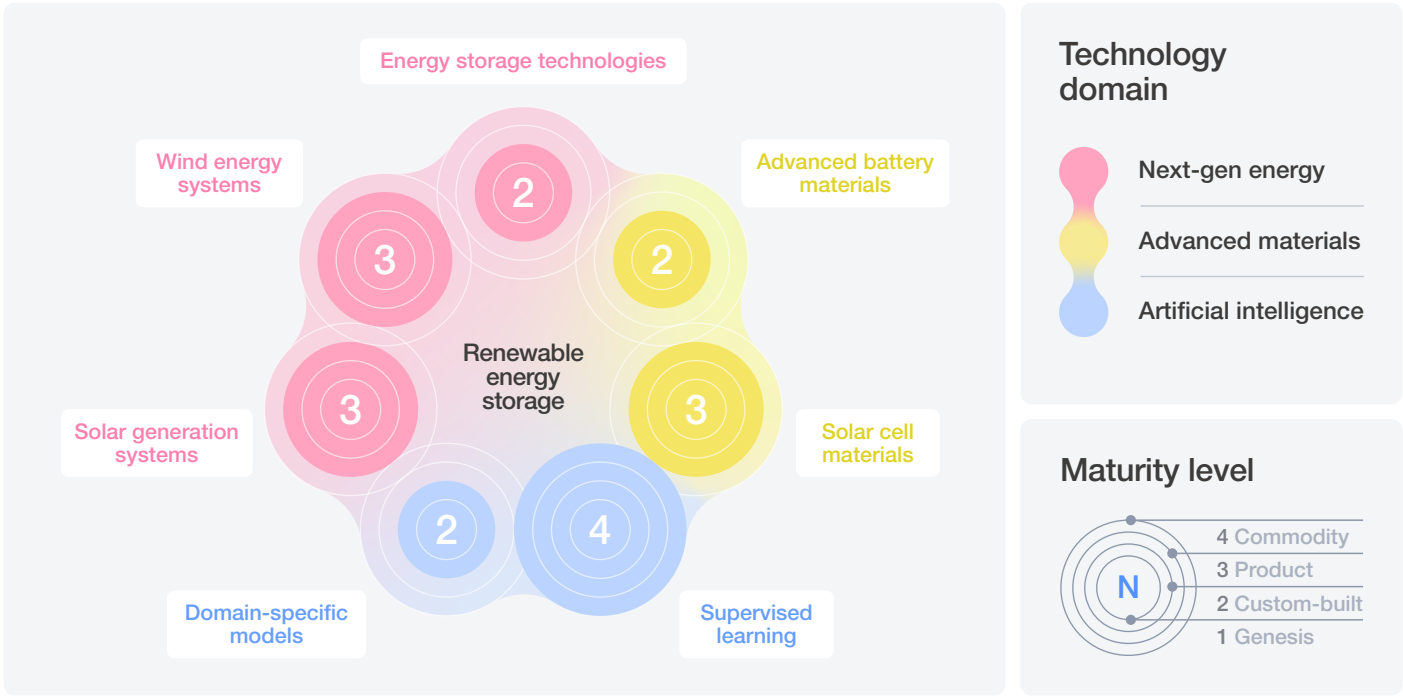 Energy storage technologies
Wind energy
systems
Advanced battery
materials
2
3
2
Renewable
energy
storage
3
3
Solar generation
systems
Solar cell
materials
2
4
Domain-specific
models
Supervised
learning
Technology
domain
Next-gen energy
Advanced materials
Artificial intelligence
Maturity level
N
4 Commodity
3 Product
2 Custom-built
1 Genesis